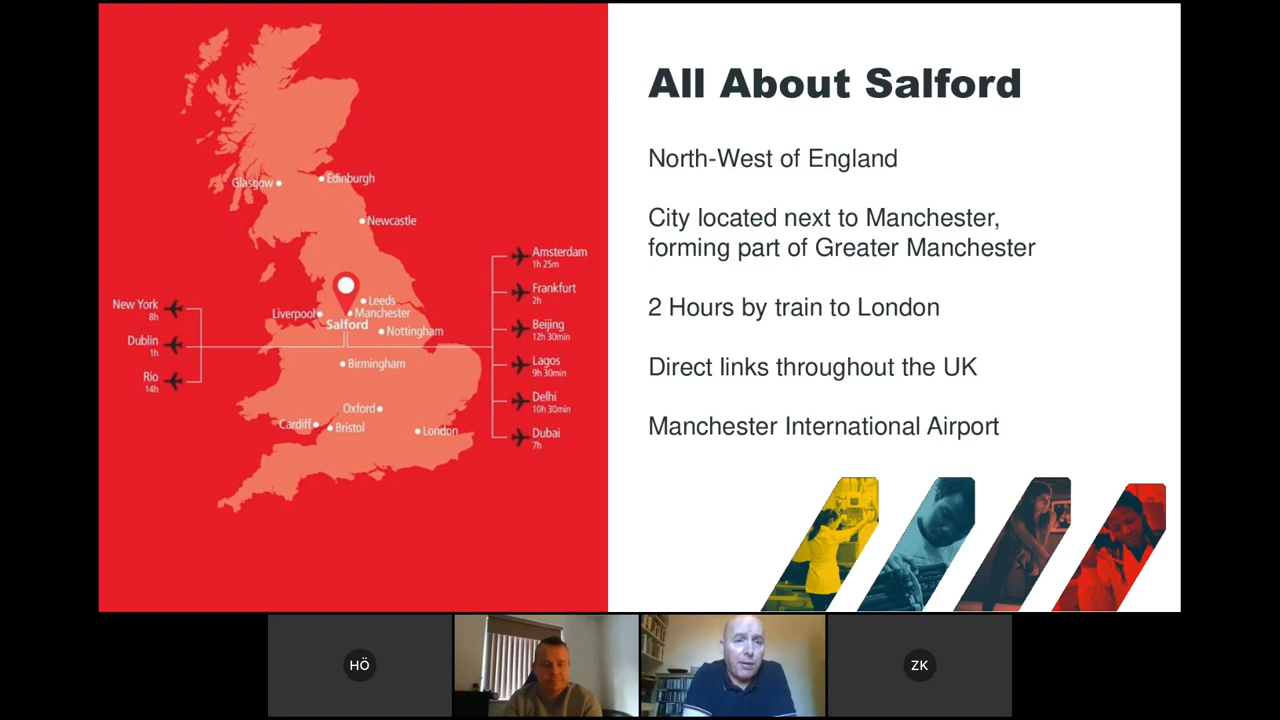 All About Salford
North-West of England
City located next to Manchester,
forming part of Greater Manchester
2 Hours by train to London
Direct links throughout the UK
Manchester International Airport
Glasgow
Edinburgh
Newcastle
Leeds
Liverpool
Manchester
Salford
Nottingham
Birmingham
Oxford
Cardiff
Bristol
London
New York
8h
Dublin
1h
Rio
14h
Amsterdam
1h 25m
Frankfurt
2h
Beijing
12h 30min
Lagos
9h 30min
Delhi
10h 30min
Dubai
7h
HÖ
ZK